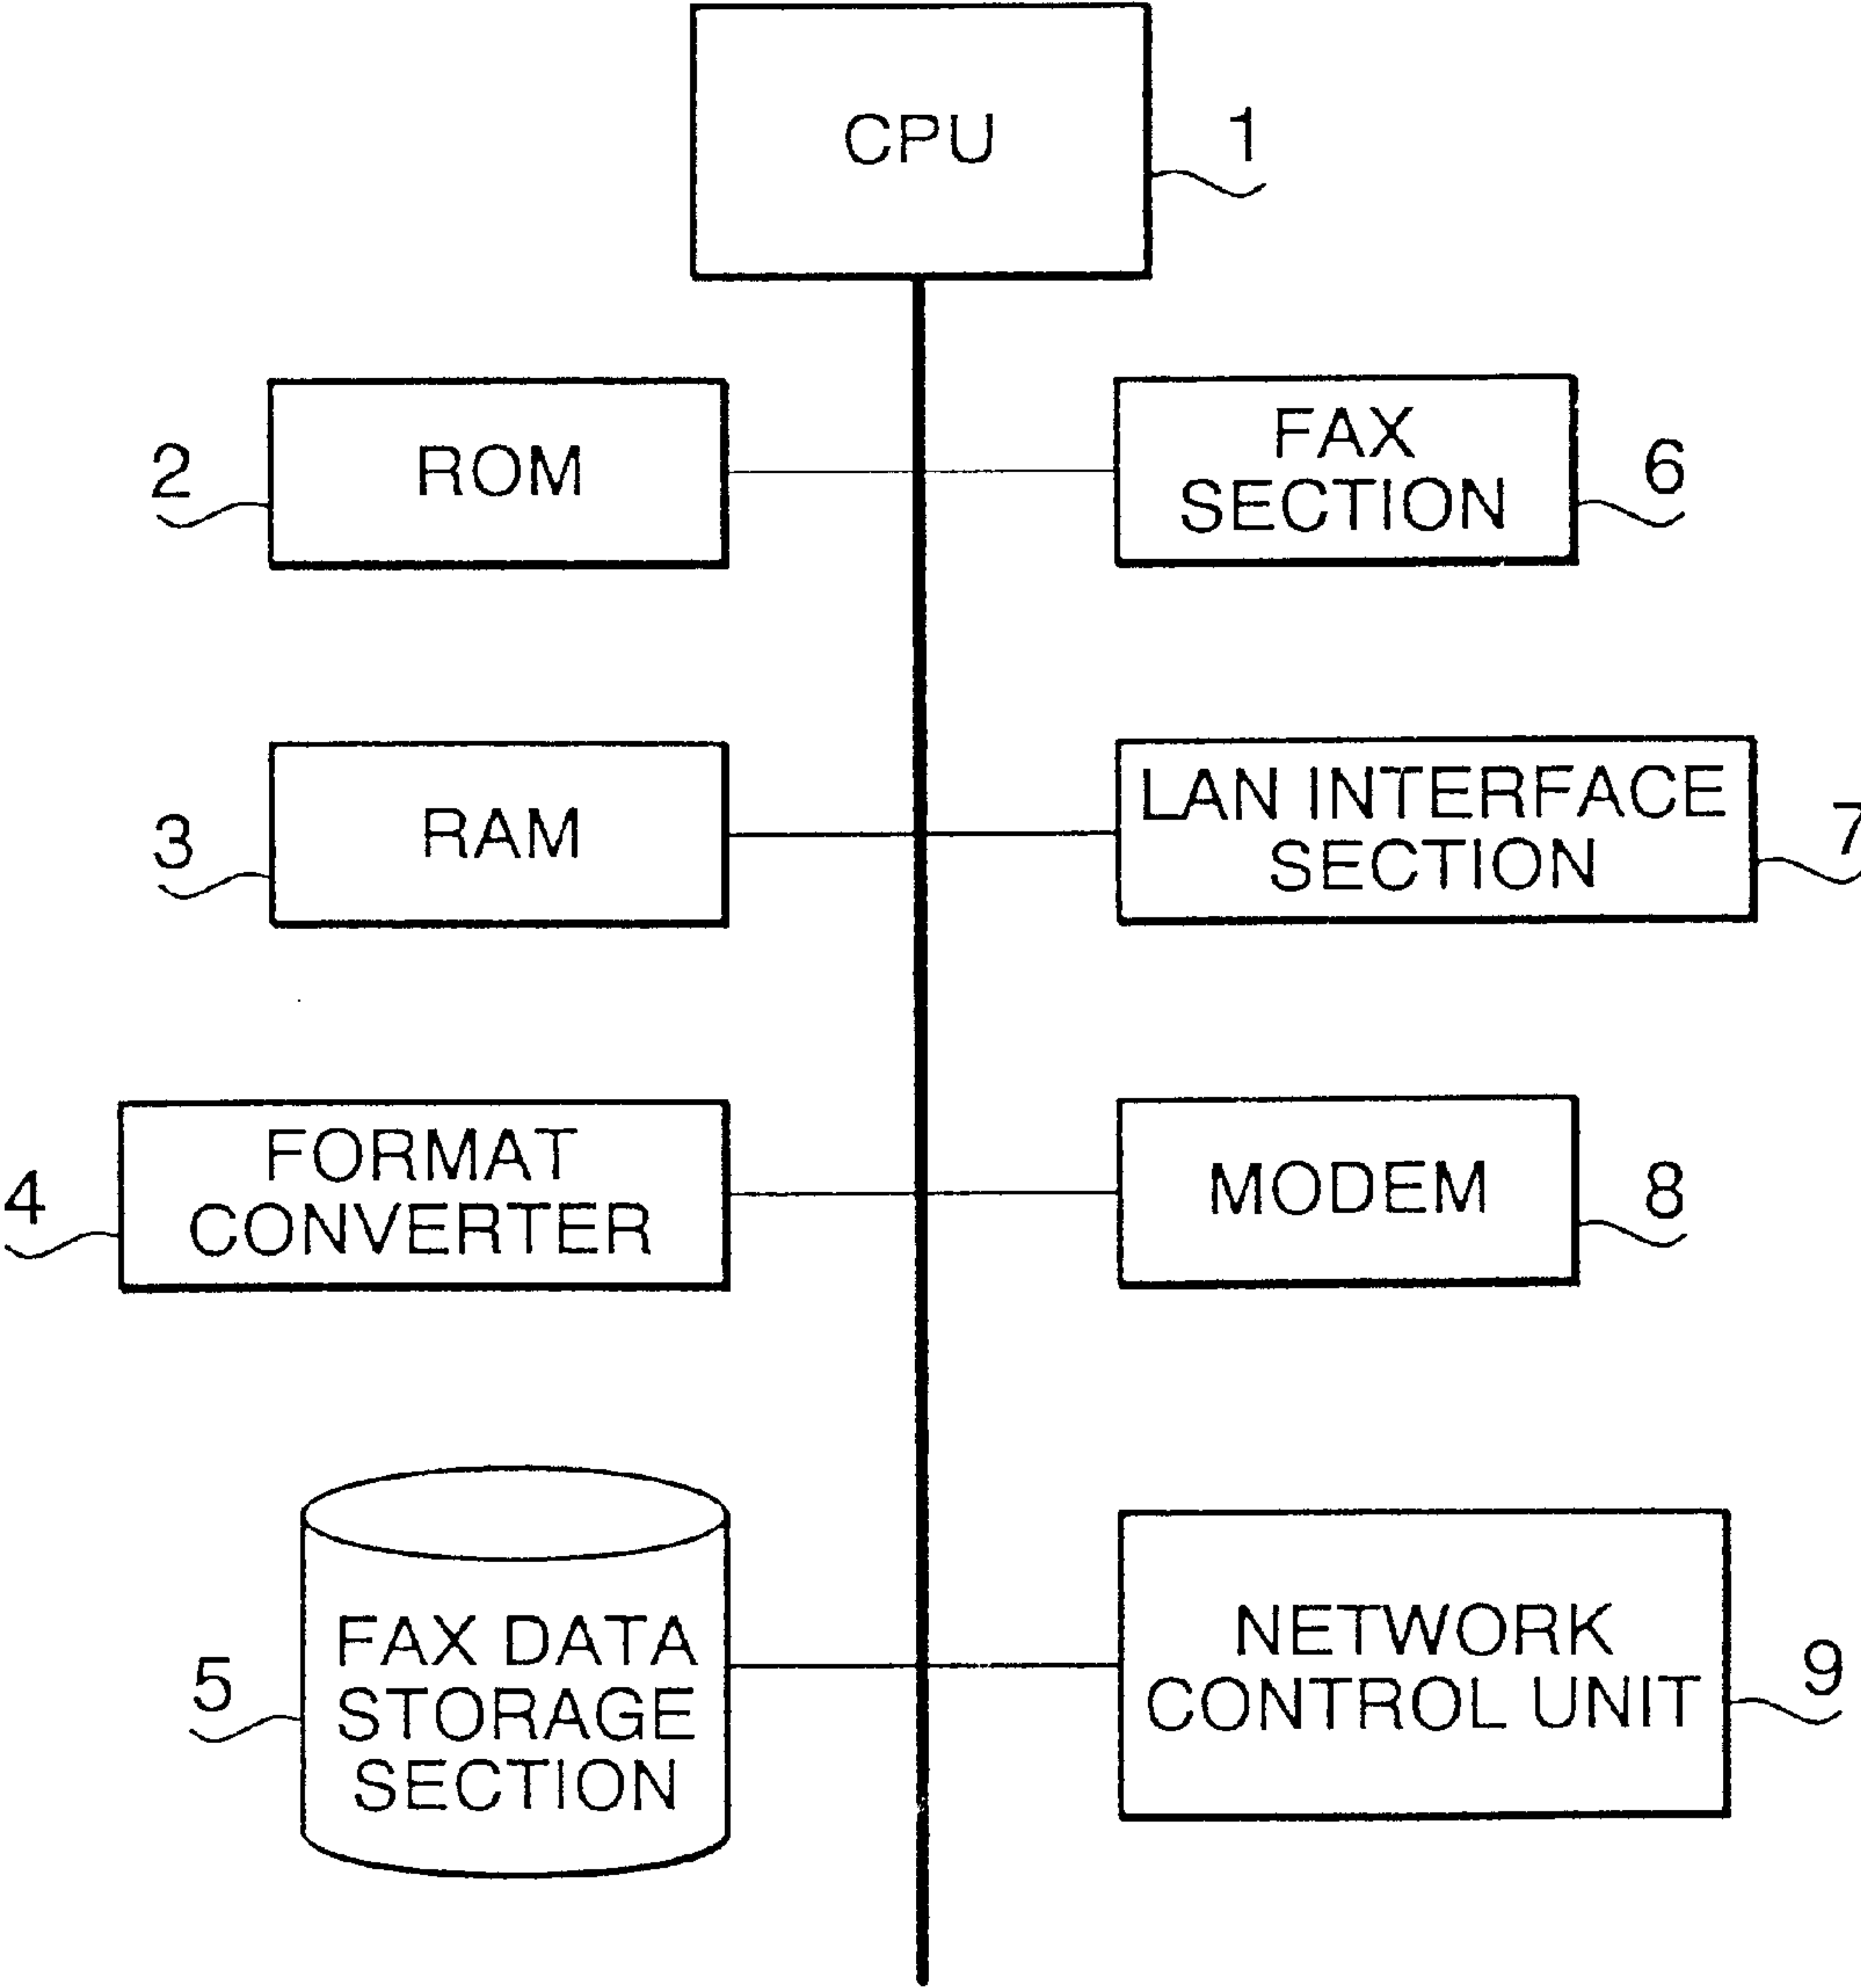 CPU
1
ROM
2
FAX
SECTION
6
RAM
3
LAN INTERFACE
SECTION
7
FORMAT
CONVERTER
4
MODEM
8
FAX DATA
STORAGE
SECTION
5
NETWORK
CONTROL UNIT
9